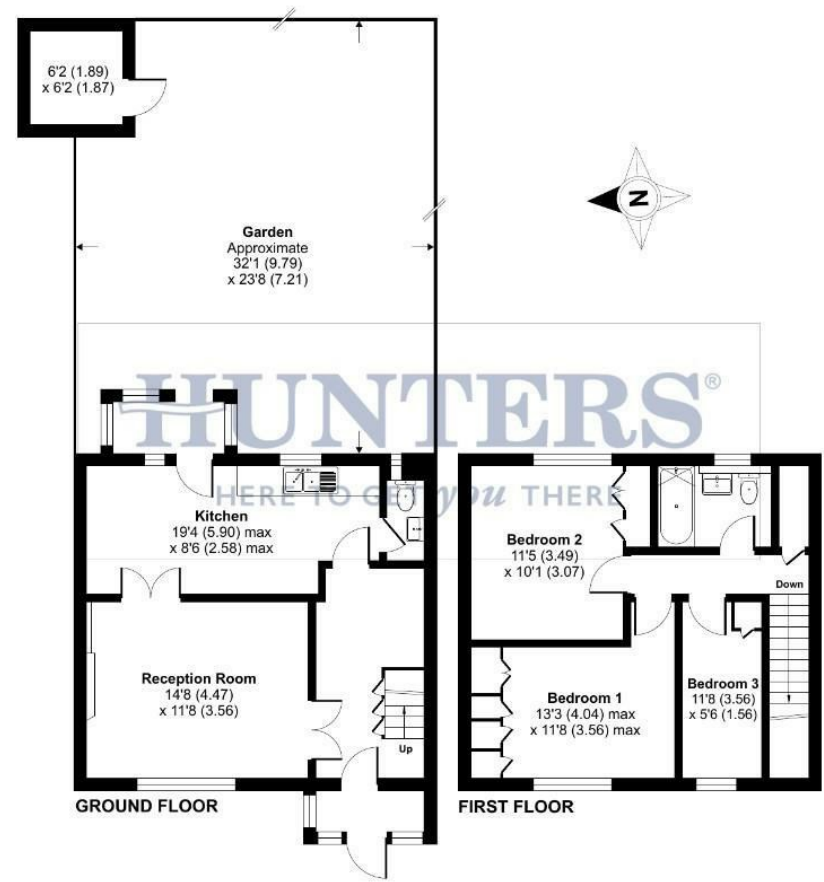 6'2 (1.89)
x 6'2 (1.87)
N
Garden
Approximate
32'1 (9.79)
x 23'8 (7.21)
HUNTERS®
HERE TO GET you THERE
Kitchen
19'4 (5.90) max
x 8'6 (2.58) max
Reception Room
14'8 (4.47)
x 11'8 (3.56)
Up
GROUND FLOOR
Bedroom 2
11'5 (3.49)
x 10'1 (3.07)
Down
Bedroom 1
13'3 (4.04) max
x 11'8 (3.56) max
Bedroom 3
11'8 (3.56)
x 5'6 (1.56)
FIRST FLOOR